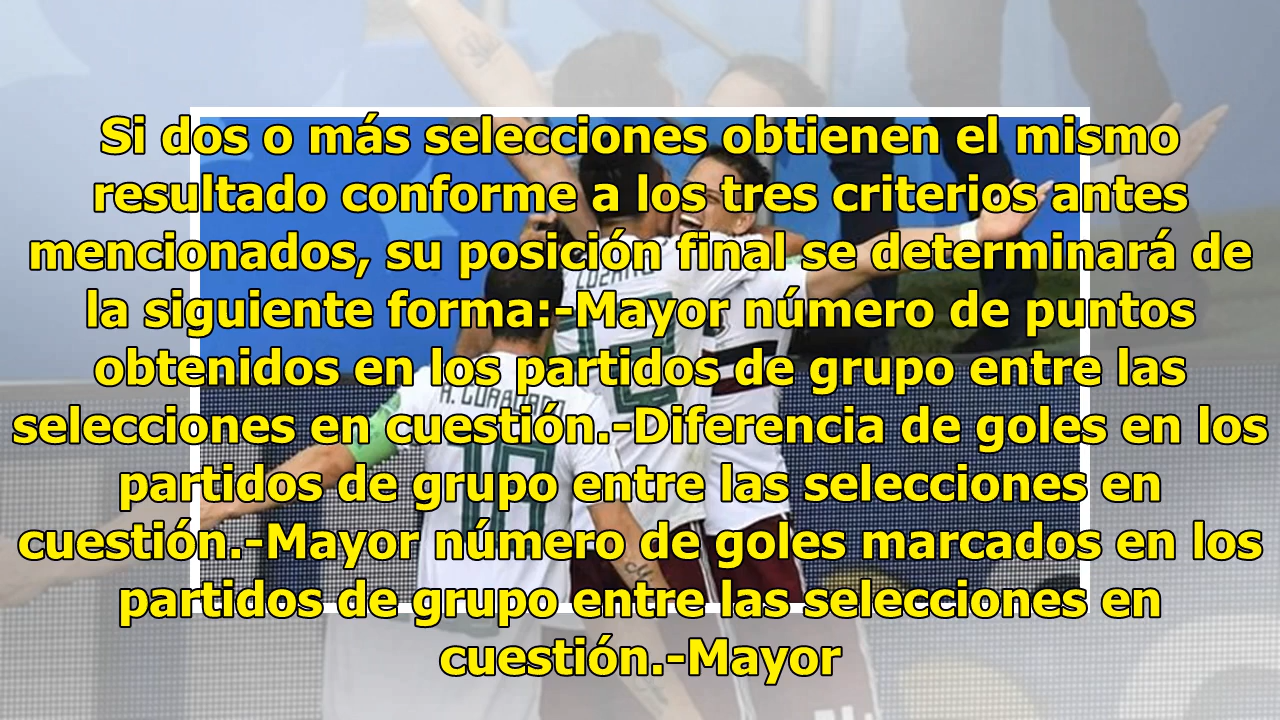 Si dos o más selecciones obtienen el mismo
resultado conforme a los tres criterios antes
mencionados, su posición final se determinará de
la siguiente forma:-Mayor número de puntos
obtenidos en los partidos de grupo entre las
selecciones en cuestión.-Diferencia de goles en los
partidos de grupo entre las selecciones en
cuestión.-Mayor número de goles marcados en los
partidos de grupo entre las selecciones en
cuestión.-Mayor
LOZANO
A. GUARDADO
18